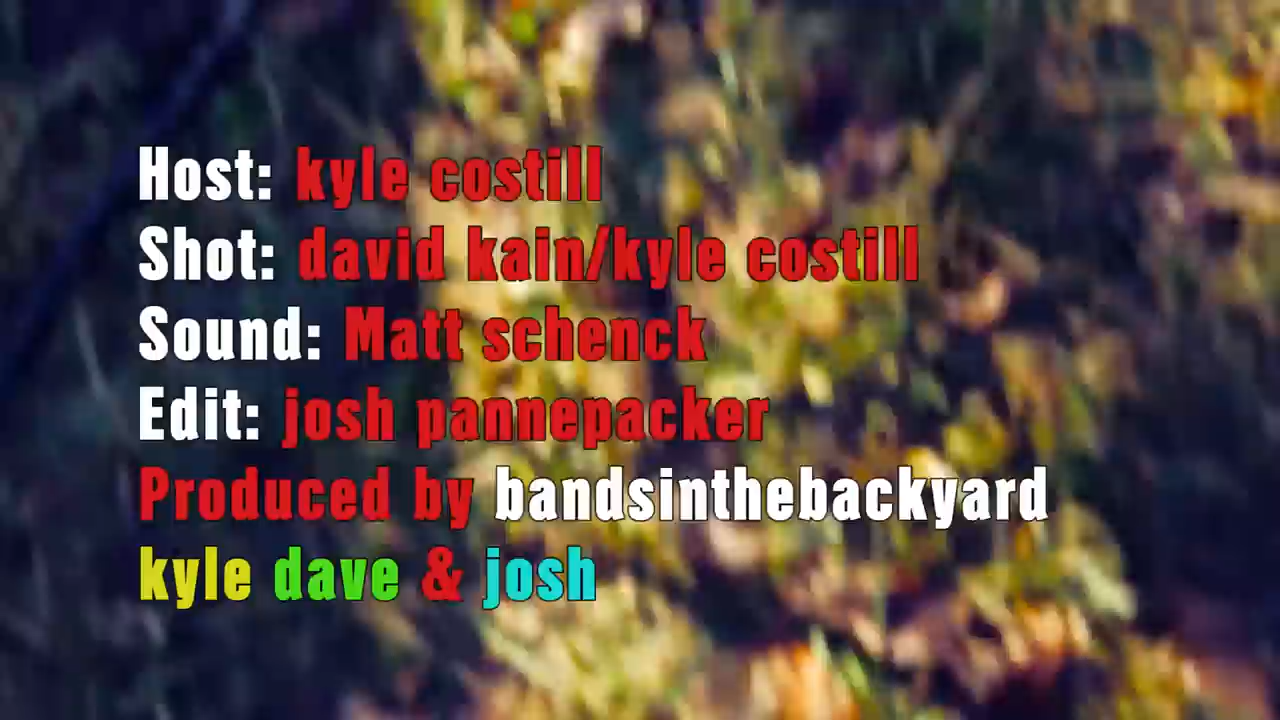 Host: kyle costill
Shot: david kain/kyle costill
Sound: Matt schenck
Edit: josh pannepacker
Produced by bandsinthebackyard
kyle dave & josh